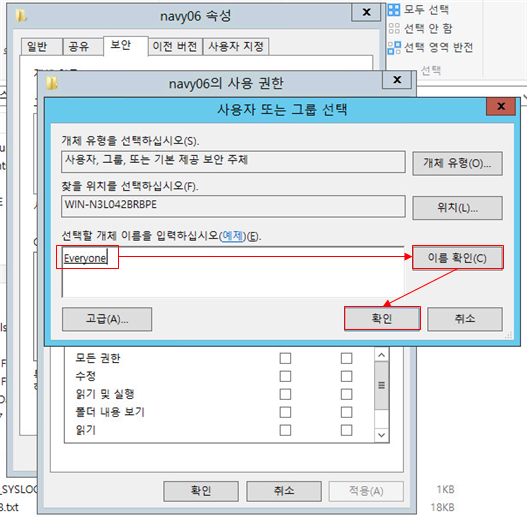 navy06 속성
x
모두 선택
선택 안 함
선택 영역 반전
선택
일반
공유
보안
이전 버전
사용자 지정
navy06의 사용 권한
x
사용자 또는 그룹 선택
x
개체 유형을 선택하십시오(S).
사용자, 그룹, 또는 기본 제공 보안 주체
개체 유형(O)...
찾을 위치를 선택하십시오(F).
WIN-N3L042BRBPE
위치(L)...
선택할 개체 이름을 입력하십시오(예제)(E).
Everyone
이름 확인(C)
고급(A)...
확인
취소
모든 권한
수정
읽기 및 실행
폴더 내용 보기
읽기
확인
취소
적용(A)
_SYSLOG
1KB
.txt
18KB